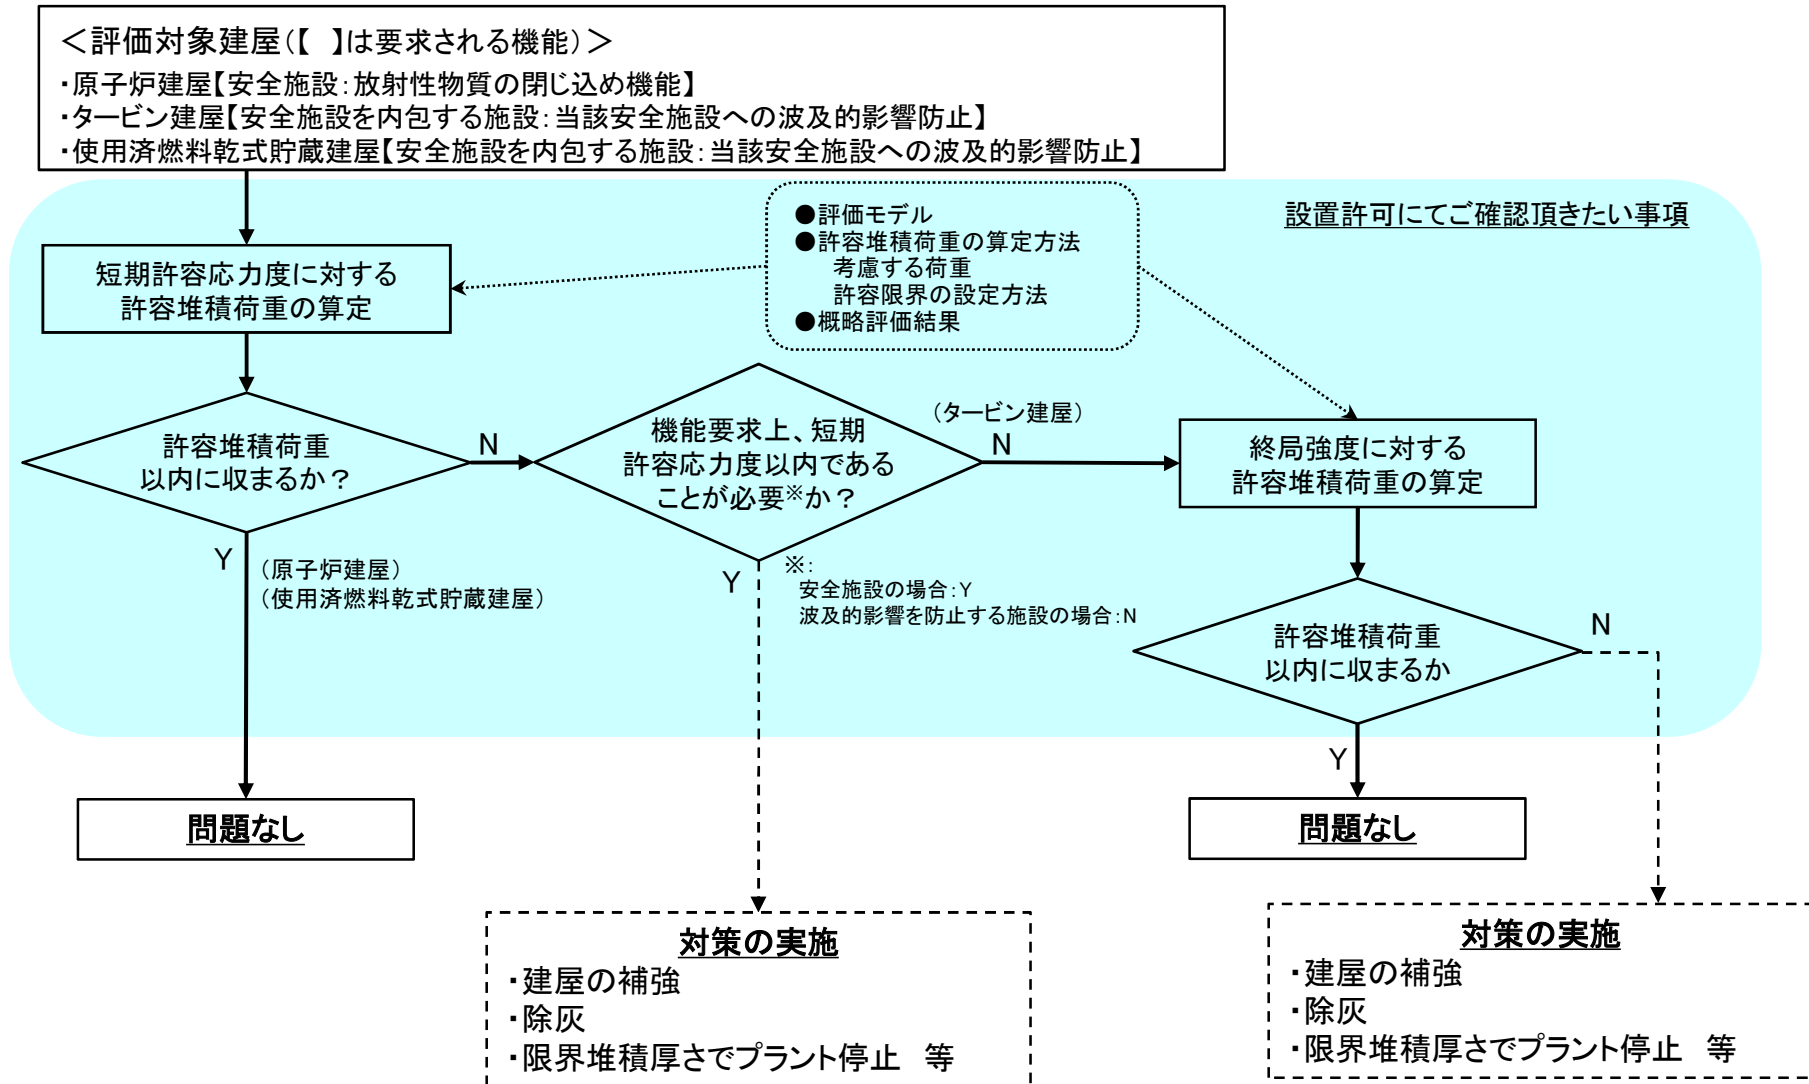 ＜評価対象建屋（【　】は要求される機能）＞
・原子炉建屋【安全施設：放射性物質の閉じ込め機能】
・タービン建屋【安全施設を内包する施設：当該安全施設への波及的影響防止】
・使用済燃料乾式貯蔵建屋【安全施設を内包する施設：当該安全施設への波及的影響防止】
設置許可にてご確認頂きたい事項
●評価モデル
●許容堆積荷重の算定方法
考慮する荷重
許容限界の設定方法
●概略評価結果
短期許容応力度に対する
許容堆積荷重の算定
許容堆積荷重
以内に収まるか？
N
機能要求上、短期
許容応力度以内である
ことが必要※か？
（タービン建屋）
N
終局強度に対する
許容堆積荷重の算定
Y
（原子炉建屋）
（使用済燃料乾式貯蔵建屋）
Y
※：
安全施設の場合：Y
波及的影響を防止する施設の場合：N
許容堆積荷重
以内に収まるか
N
Y
問題なし
問題なし
対策の実施
・建屋の補強
・除灰
・限界堆積厚さでプラント停止　等
対策の実施
・建屋の補強
・除灰
・限界堆積厚さでプラント停止　等